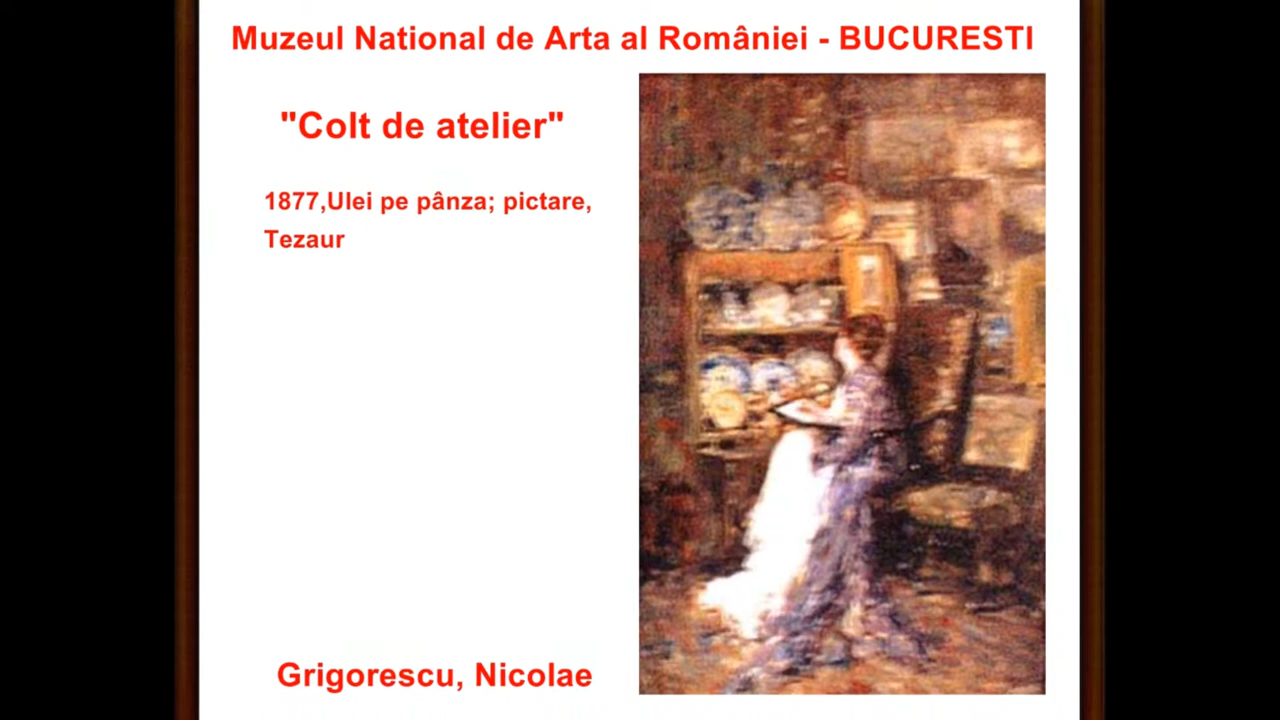 Muzeul National de Arta al României - BUCURESTI
"Colt de atelier"
1877,Ulei pe pânza; pictare,
Tezaur
Grigorescu, Nicolae